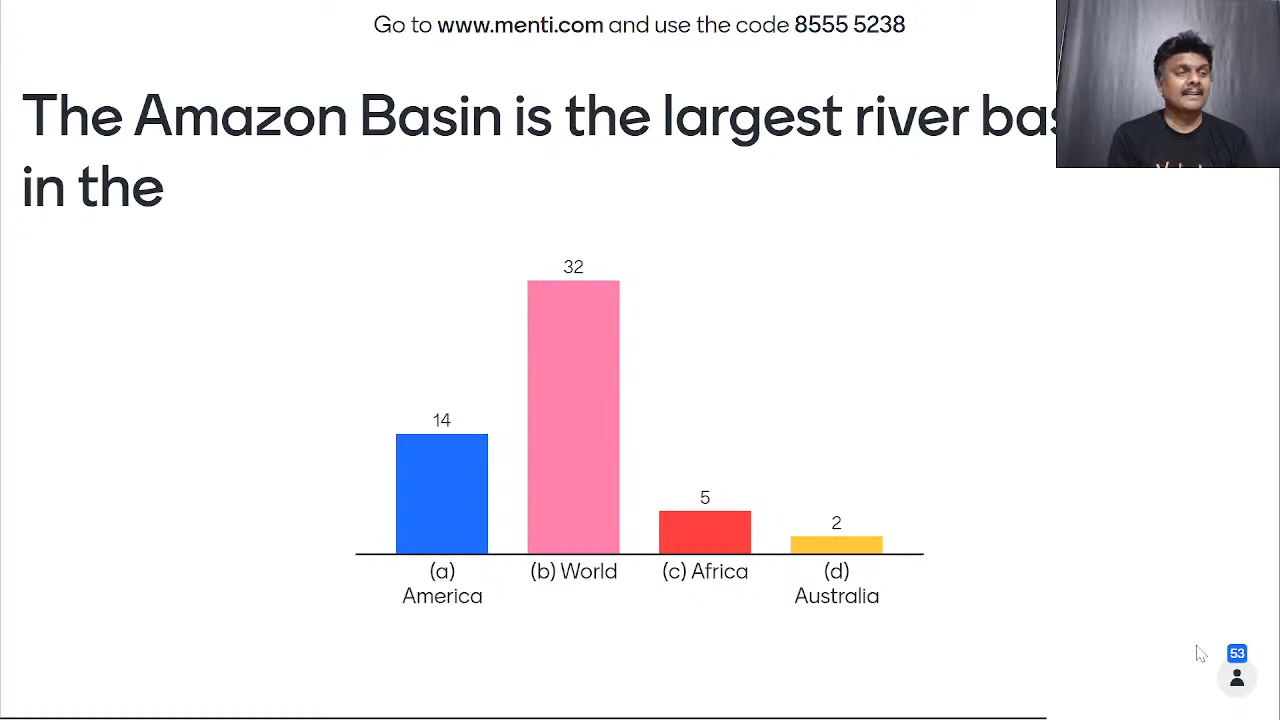 Go to www.menti.com and use the code 8555 5238
The Amazon Basin is the largest river
in the
32
14
5
2
(a) America
(b) World
(c) Africa
(d) Australia
53